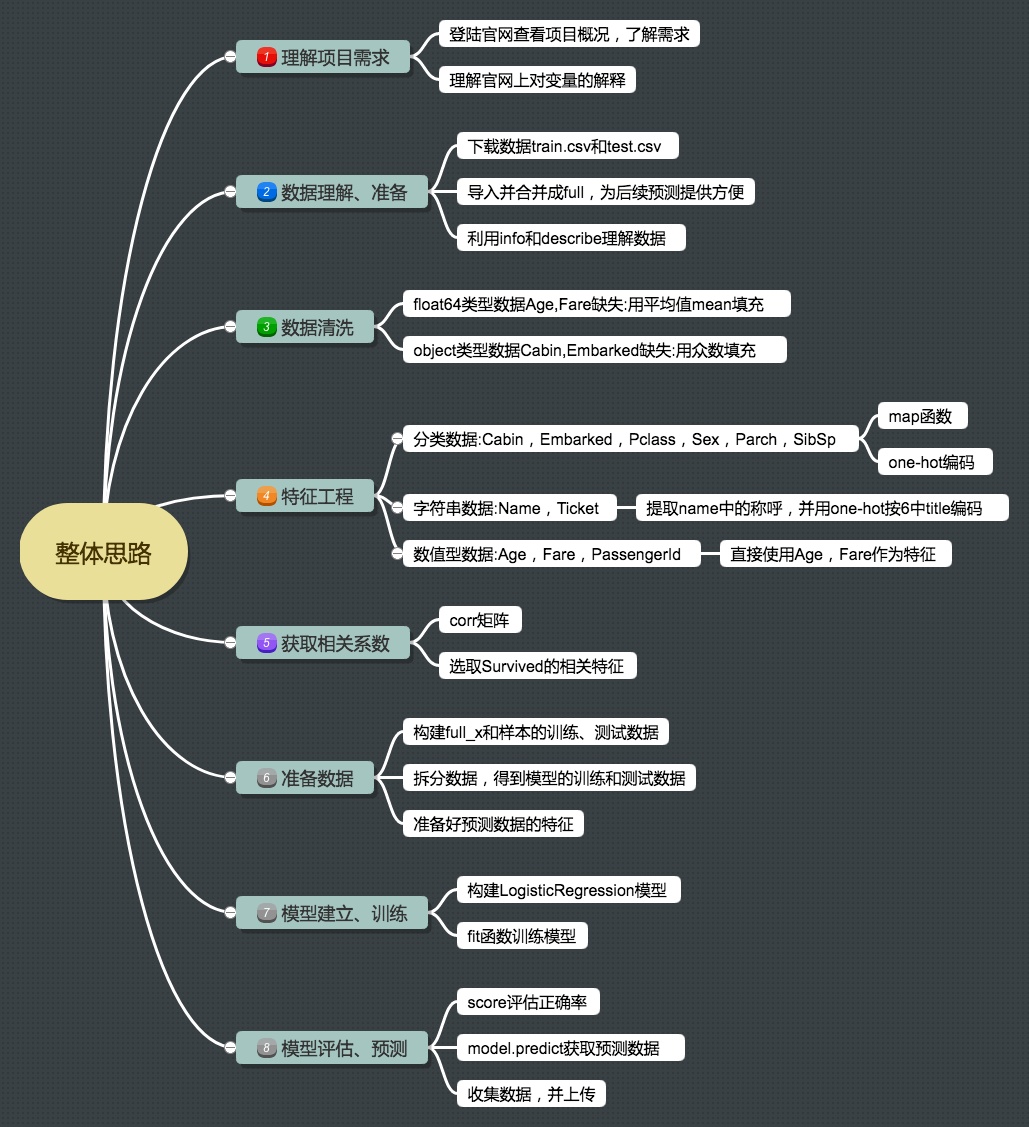 整体思路
1 理解项目需求
登陆官网查看项目概况，了解需求
理解官网上对变量的解释
2 数据理解、准备
下载数据train.csv和test.csv
导入并合并成full，为后续预测提供方便
利用info和describe理解数据
3 数据清洗
float64类型数据Age,Fare缺失:用平均值mean填充
object类型数据Cabin,Embarked缺失:用众数填充
4 特征工程
分类数据:Cabin，Embarked，Pclass，Sex，Parch，SibSp
map函数
one-hot编码
字符串数据:Name，Ticket
提取name中的称呼，并用one-hot按6中title编码
数值型数据:Age，Fare，PassengerId
直接使用Age，Fare作为特征
5 获取相关系数
corr矩阵
选取Survived的相关特征
6 准备数据
构建full_x和样本的训练、测试数据
拆分数据，得到模型的训练和测试数据
准备好预测数据的特征
7 模型建立、训练
构建LogisticRegression模型
fit函数训练模型
8 模型评估、预测
score评估正确率
model.predict获取预测数据
收集数据，并上传